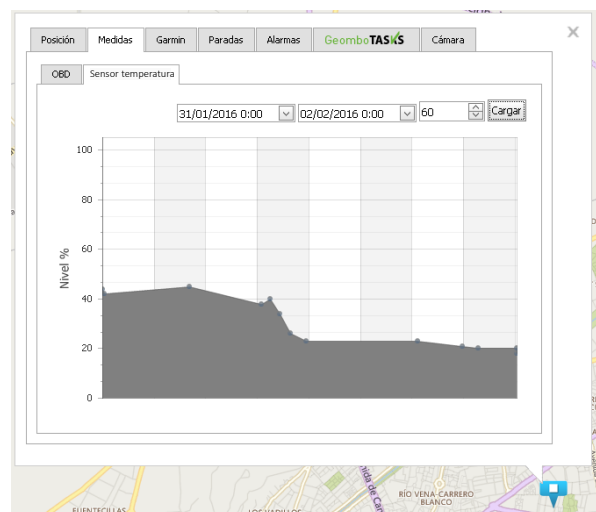 Posición Medidas Garmin Paradas Alarmas GeomboTASKS Cámara
OBD Sensor temperatura
31/01/2016 0:00 02/02/2016 0:00 60 Cargar
100
80
60
40
20
0
Nivel %
RÍO VENA-CARRERO
BLANCO
FUENTECILLAS
LOS VADILLOS